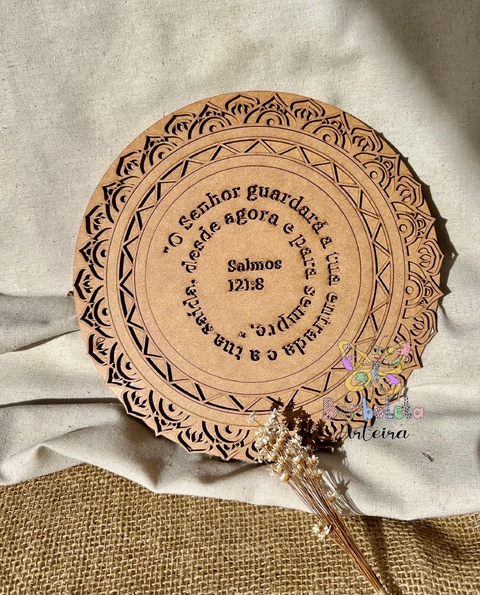 "O Senhor guardará a tua entrada e a tua saída, desde agora e para sempre."
Salmos
121:8
Borboleta
Arteira